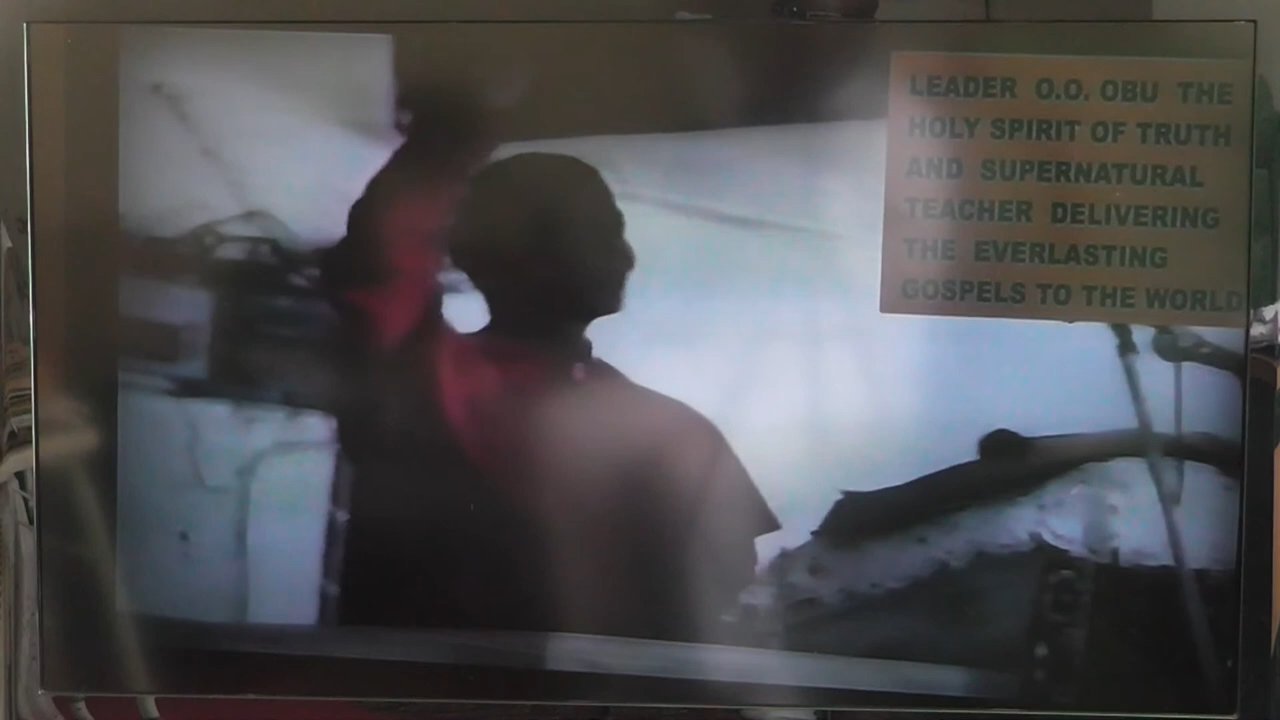 LEADER O.O. OBU THE
HOLY SPIRIT OF TRUTH
AND SUPERNATURAL
TEACHER DELIVERING
THE EVERLASTING
GOSPELS TO THE WORLD